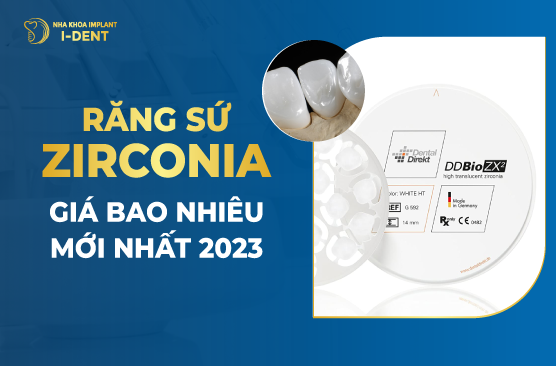 NHA KHOA IMPLANT
I-DENT
RĂNG SỨ
ZIRCONIA
GIÁ BAO NHIÊU
MỚI NHẤT 2023
Dental
Direkt
DDBioZX²
high translucent zirconia
Color: WHITE HT
REF G 592
14 mm
Made
in Germany
Rx only CE 0482